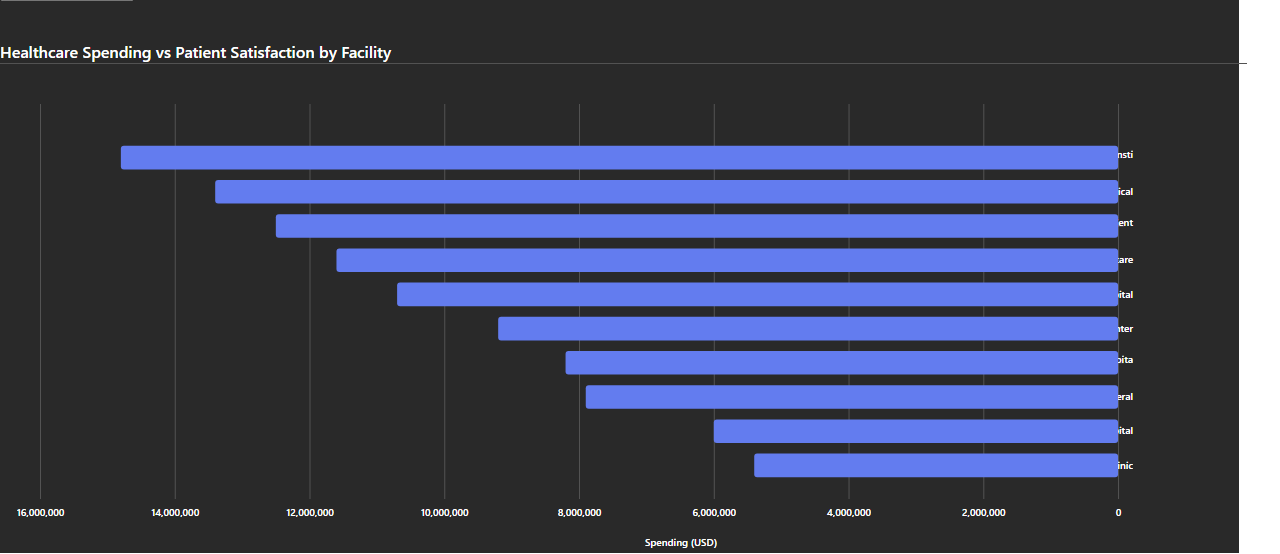 Healthcare Spending vs Patient Satisfaction by Facility
nsti
ical
ent
care
ital
nter
pita
eral
ital
inic
16,000,000 14,000,000 12,000,000 10,000,000 8,000,000 6,000,000 4,000,000 2,000,000 0
Spending (USD)